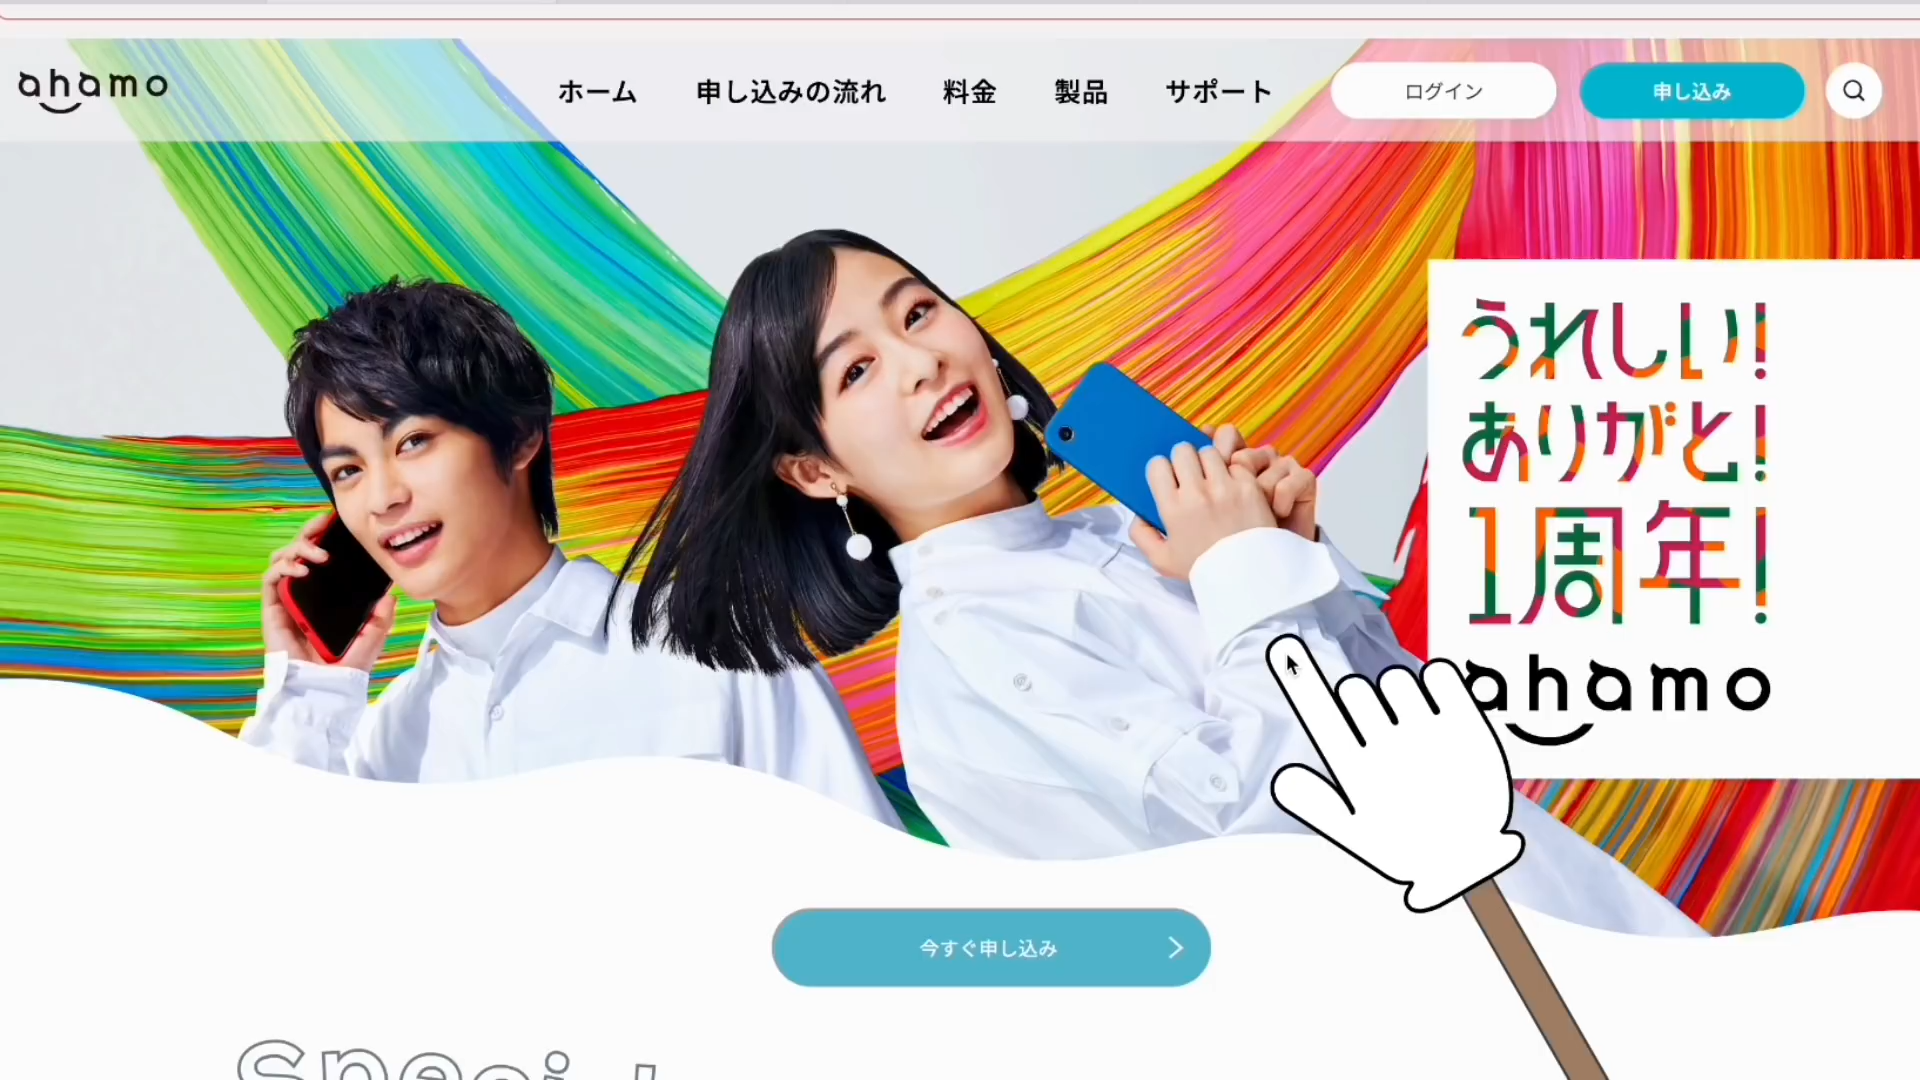 ahamo
ホーム 申し込みの流れ 料金 製品 サポート ログイン 申し込み
うれしい!
ありがと!
1周年!
ahamo
今すぐ申し込み